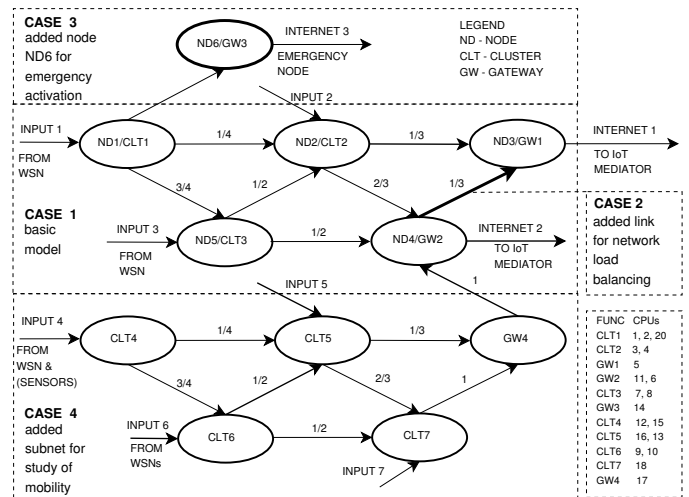 CASE 3
added node
ND6 for
emergency
activation
ND6/GW3
INTERNET 3
EMERGENCY
NODE
LEGEND
ND - NODE
CLT - CLUSTER
GW - GATEWAY
INPUT 2
INPUT 1
FROM
WSN
ND1/CLT1
1/4
ND2/CLT2
1/3
ND3/GW1
INTERNET 1
TO IoT
MEDIATOR
3/4
1/2
2/3
1/3
CASE 1
basic
model
INPUT 3
FROM
WSN
ND5/CLT3
1/2
ND4/GW2
INTERNET 2
TO IoT
MEDIATOR
CASE 2
added link
for network
load
balancing
INPUT 5
1
INPUT 4
FROM
WSN &
(SENSORS)
CLT4
1/4
CLT5
1/3
GW4
3/4
1/2
2/3
1
CASE 4
added
subnet for
study of
mobility
INPUT 6
FROM
WSNs
CLT6
1/2
CLT7
INPUT 7
FUNC CPUs
CLT1 1, 2, 20
CLT2 3, 4
GW1 5
GW2 11, 6
CLT3 7, 8
GW3 14
CLT4 12, 15
CLT5 16, 13
CLT6 9, 10
CLT7 18
GW4 17